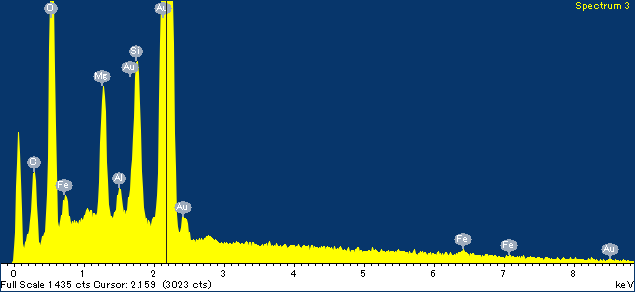 Spectrum 3
O Au
Si
Au
Mg
O
Al
Fe
Au
Fe Fe Au
0 1 2 3 4 5 6 7 8
Full Scale 1435 cts Cursor: 2.159 (3023 cts) keV